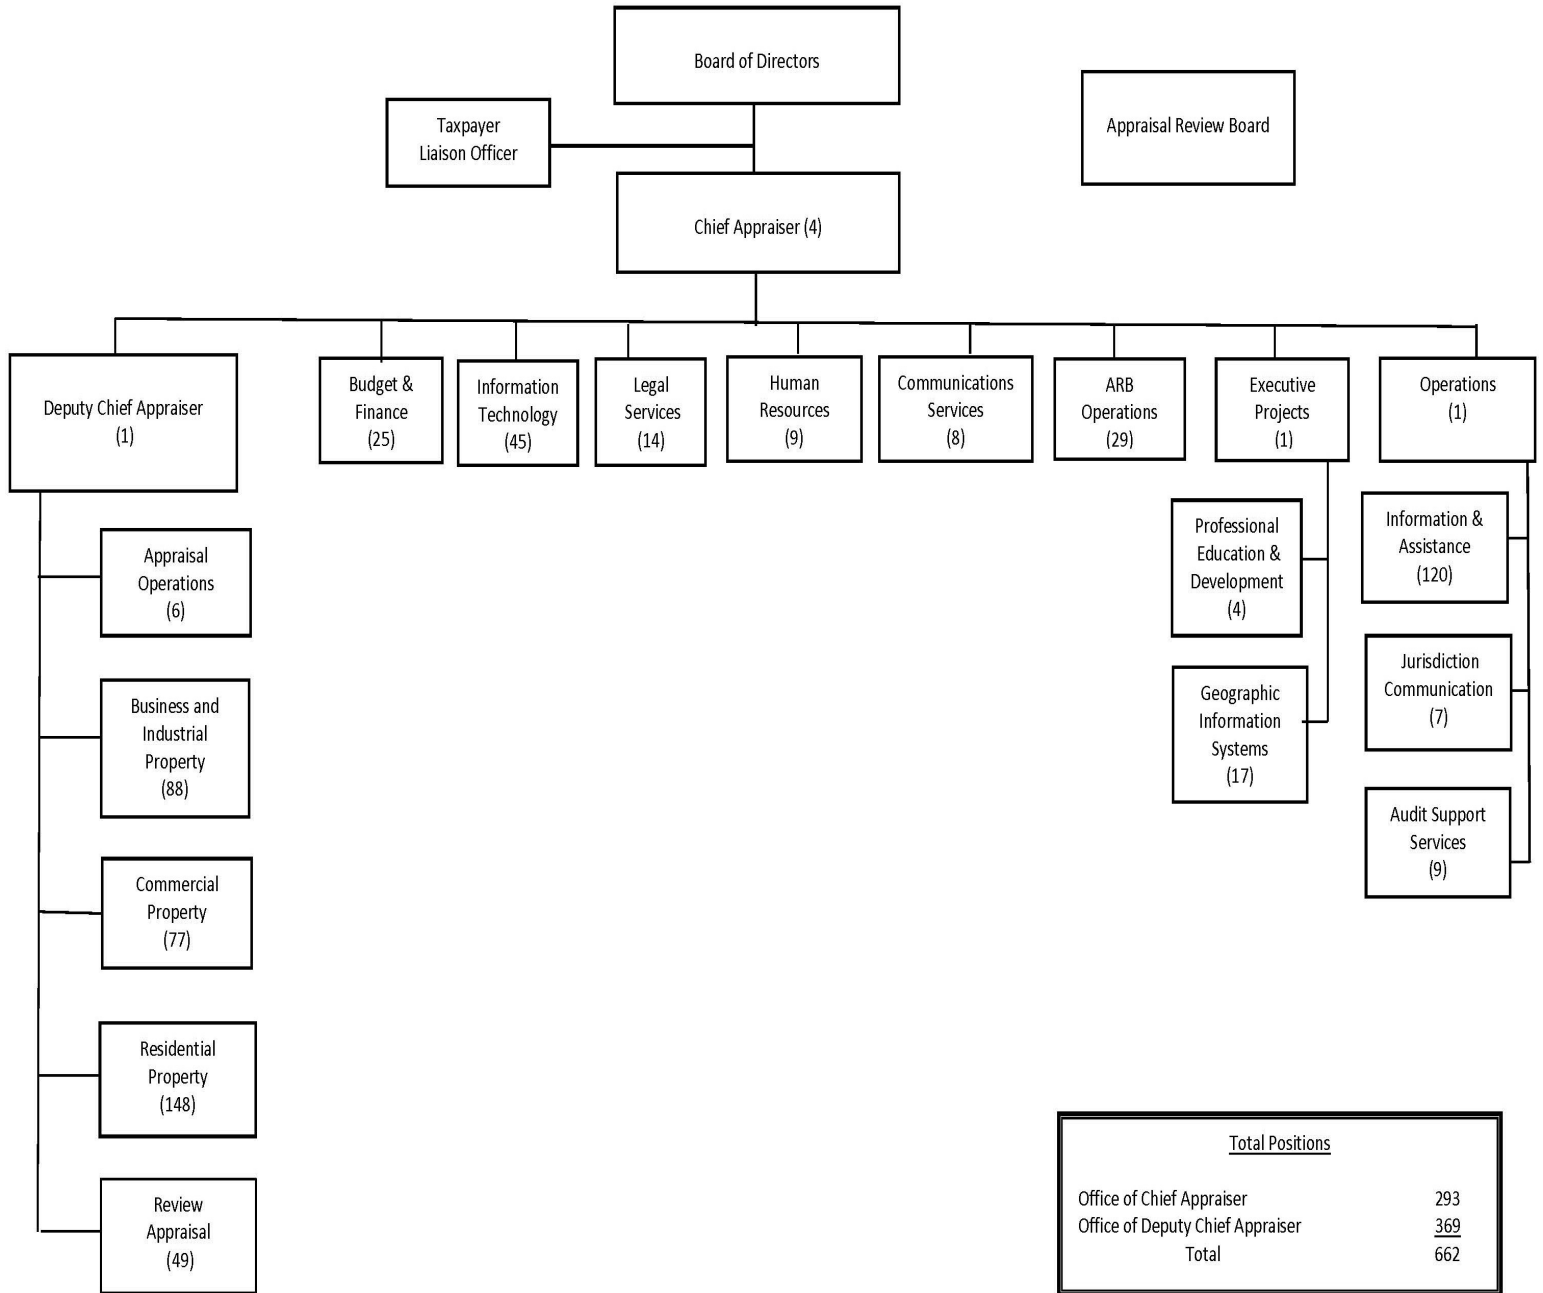 Board of Directors
Taxpayer
Liaison Officer
Appraisal Review Board
Chief Appraiser (4)
Deputy Chief Appraiser
(1)
Budget &
Finance
(25)
Information
Technology
(45)
Legal
Services
(14)
Human
Resources
(9)
Communications
Services
(8)
ARB
Operations
(29)
Executive
Projects
(1)
Operations
(1)
Appraisal
Operations
(6)
Business and
Industrial
Property
(88)
Commercial
Property
(77)
Residential
Property
(148)
Review
Appraisal
(49)
Professional
Education &
Development
(4)
Geographic
Information
Systems
(17)
Information &
Assistance
(120)
Jurisdiction
Communication
(7)
Audit Support
Services
(9)
Total Positions
Office of Chief Appraiser 293
Office of Deputy Chief Appraiser 369
Total 662